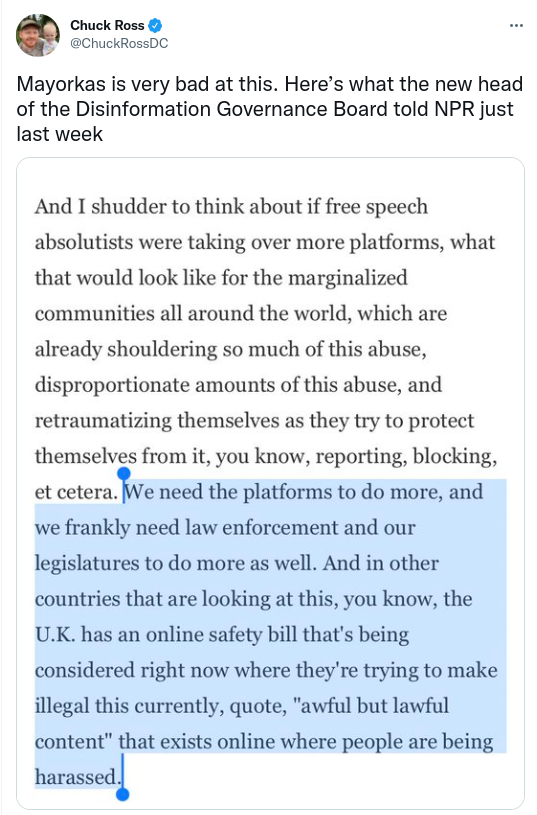 Chuck Ross
@ChuckRossDC
Mayorkas is very bad at this. Here’s what the new head
of the Disinformation Governance Board told NPR just
last week
And I shudder to think about if free speech
absolutists were taking over more platforms, what
that would look like for the marginalized
communities all around the world, which are
already shouldering so much of this abuse,
disproportionate amounts of this abuse, and
retraumatizing themselves as they try to protect
themselves from it, you know, reporting, blocking,
et cetera. We need the platforms to do more, and
we frankly need law enforcement and our
legislatures to do more as well. And in other
countries that are looking at this, you know, the
U.K. has an online safety bill that's being
considered right now where they're trying to make
illegal this currently, quote, "awful but lawful
content" that exists online where people are being
harassed.